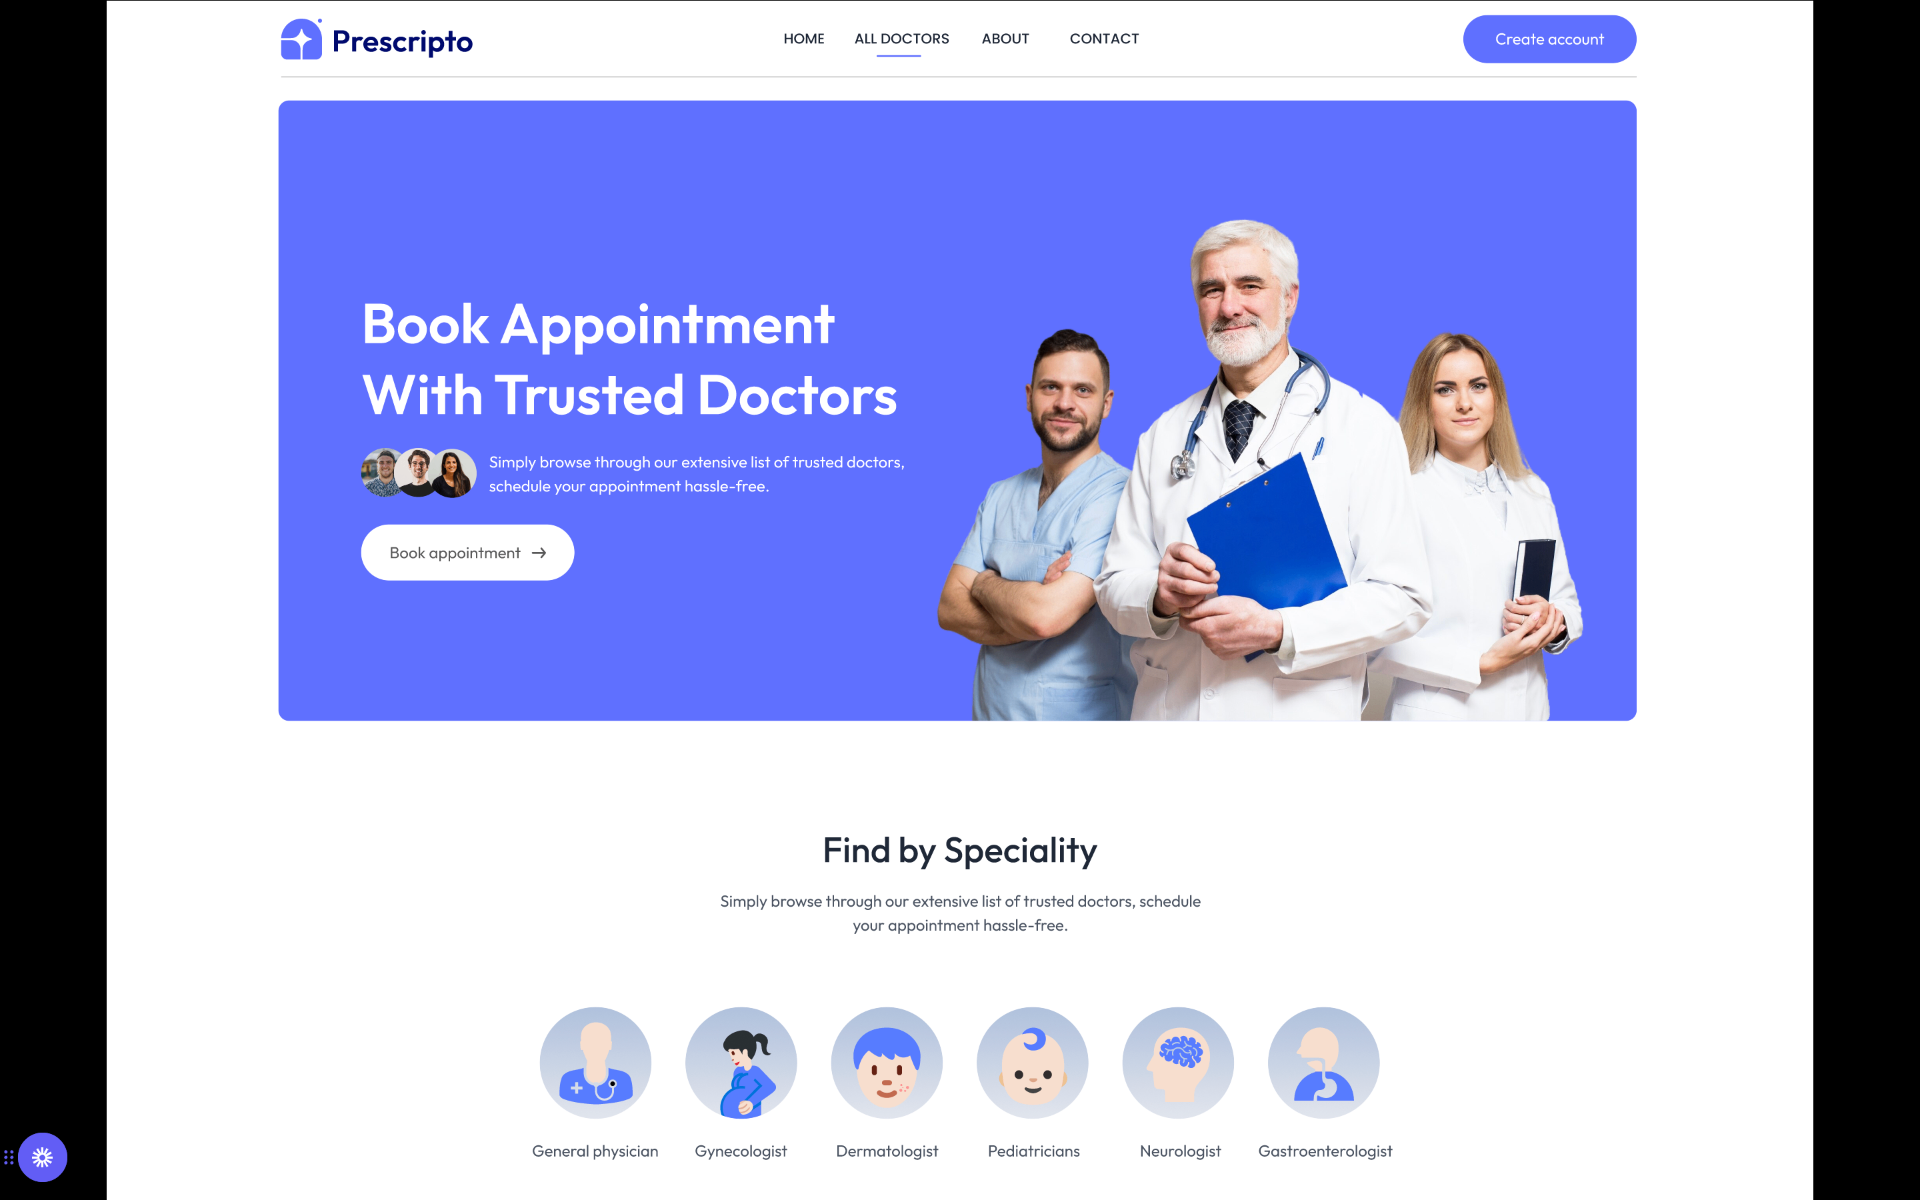 Prescripto
HOME
ALL DOCTORS
ABOUT
CONTACT
Create account
Book Appointment
With Trusted Doctors
Simply browse through our extensive list of trusted doctors,
schedule your appointment hassle-free.
Book appointment →
Find by Speciality
Simply browse through our extensive list of trusted doctors, schedule
your appointment hassle-free.
General physician
Gynecologist
Dermatologist
Pediatricians
Neurologist
Gastroenterologist